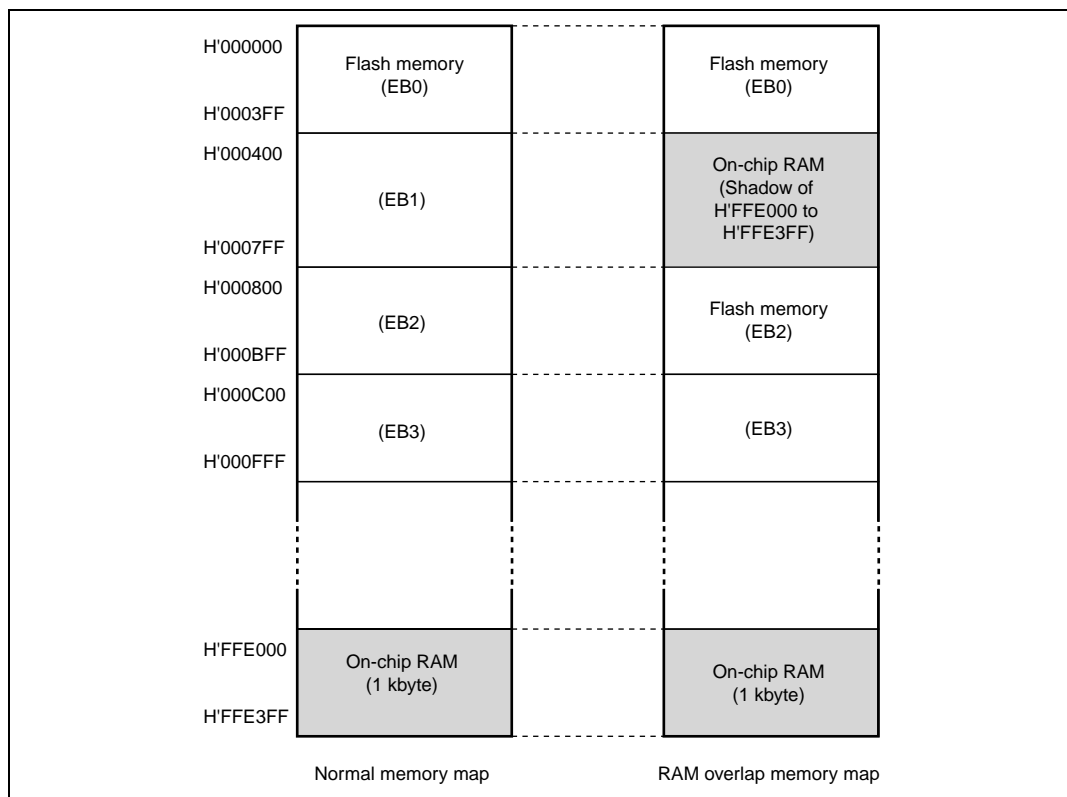 H'000000
Flash memory
(EB0)
Flash memory
(EB0)
H'0003FF
H'000400
On-chip RAM
(Shadow of
H'FFE000 to
H'FFE3FF)
(EB1)
H'0007FF
H'000800
Flash memory
(EB2)
(EB2)
H'000BFF
H'000C00
(EB3)
(EB3)
H'000FFF
H'FFE000
On-chip RAM
(1 kbyte)
On-chip RAM
(1 kbyte)
H'FFE3FF
Normal memory map
RAM overlap memory map